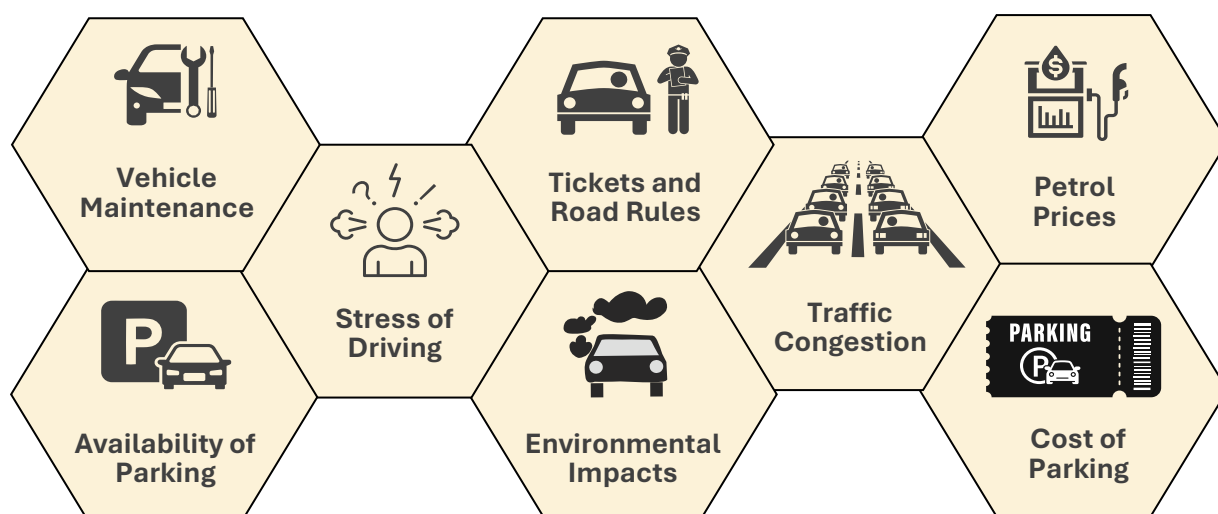 Vehicle
Maintenance
Tickets and
Road Rules
$
Petrol
Prices
Stress of
Driving
Traffic
Congestion
P
Availability of
Parking
Environmental
Impacts
PARKING
P
Cost of
Parking